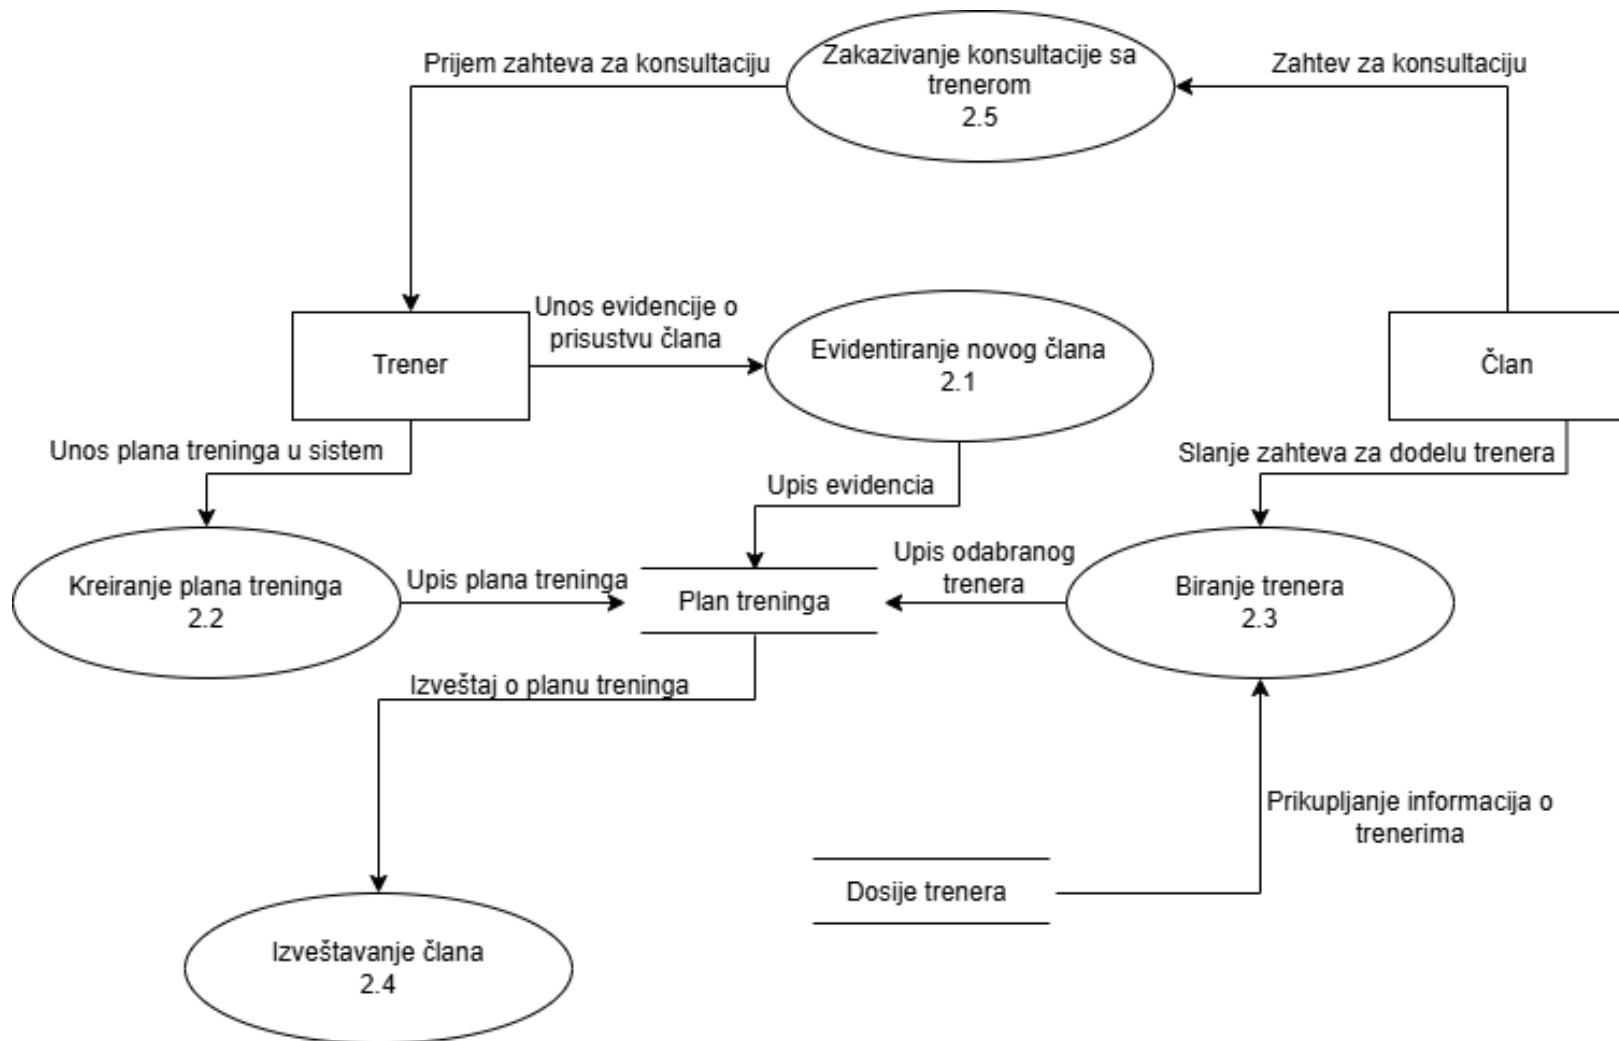 Prijem zahteva za konsultaciju
Zakazivanje konsultacije sa
trenerom
2.5
Zahtev za konsultaciju
Trener
Unos evidencije o
prisustvu člana
Evidentiranje novog člana
2.1
Član
Unos plana treninga u sistem
Upis evidencia
Slanje zahteva za dodelu trenera
Kreiranje plana treninga
2.2
Upis plana treninga
Plan treninga
Upis odabranog
trenera
Biranje trenera
2.3
Izveštaj o planu treninga
Prikupljanje informacija o
trenerima
Dosije trenera
Izveštavanje člana
2.4